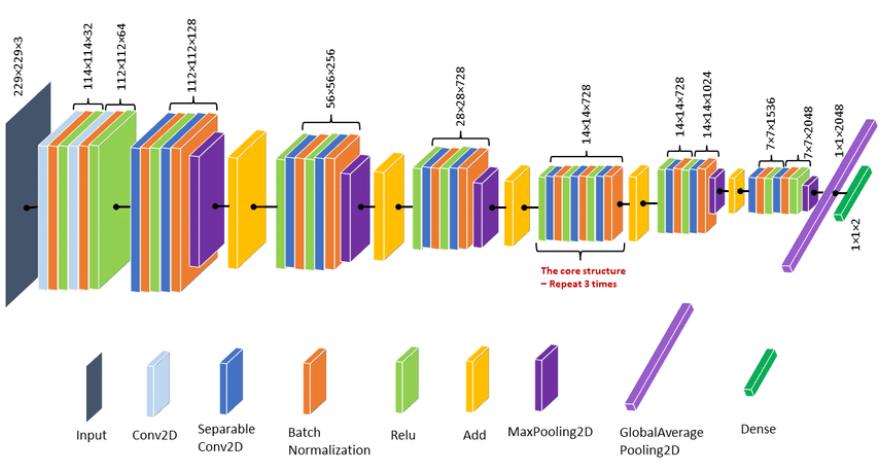 229×229×3
114×114×32
112×112×64
112×112×128
56×56×256
28×28×728
14×14×728
14×14×728
14×14×1024
7×7×1536
7×7×2048
1×1×2048
1×1×2
The core structure
– Repeat 3 times
Input
Conv2D
Separable
Conv2D
Batch
Normalization
Relu
Add
MaxPooling2D
GlobalAverage
Pooling2D
Dense